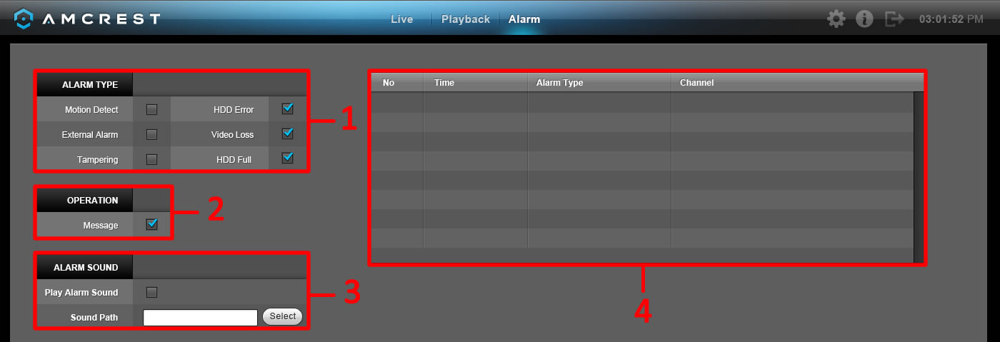 AMCREST Live Playback Alarm 03:01:52 PM
ALARM TYPE
Motion Detect HDD Error
External Alarm Video Loss
Tampering HDD Full
1
OPERATION
Message
2
ALARM SOUND
Play Alarm Sound
Sound Path Select
3
No Time Alarm Type Channel
4